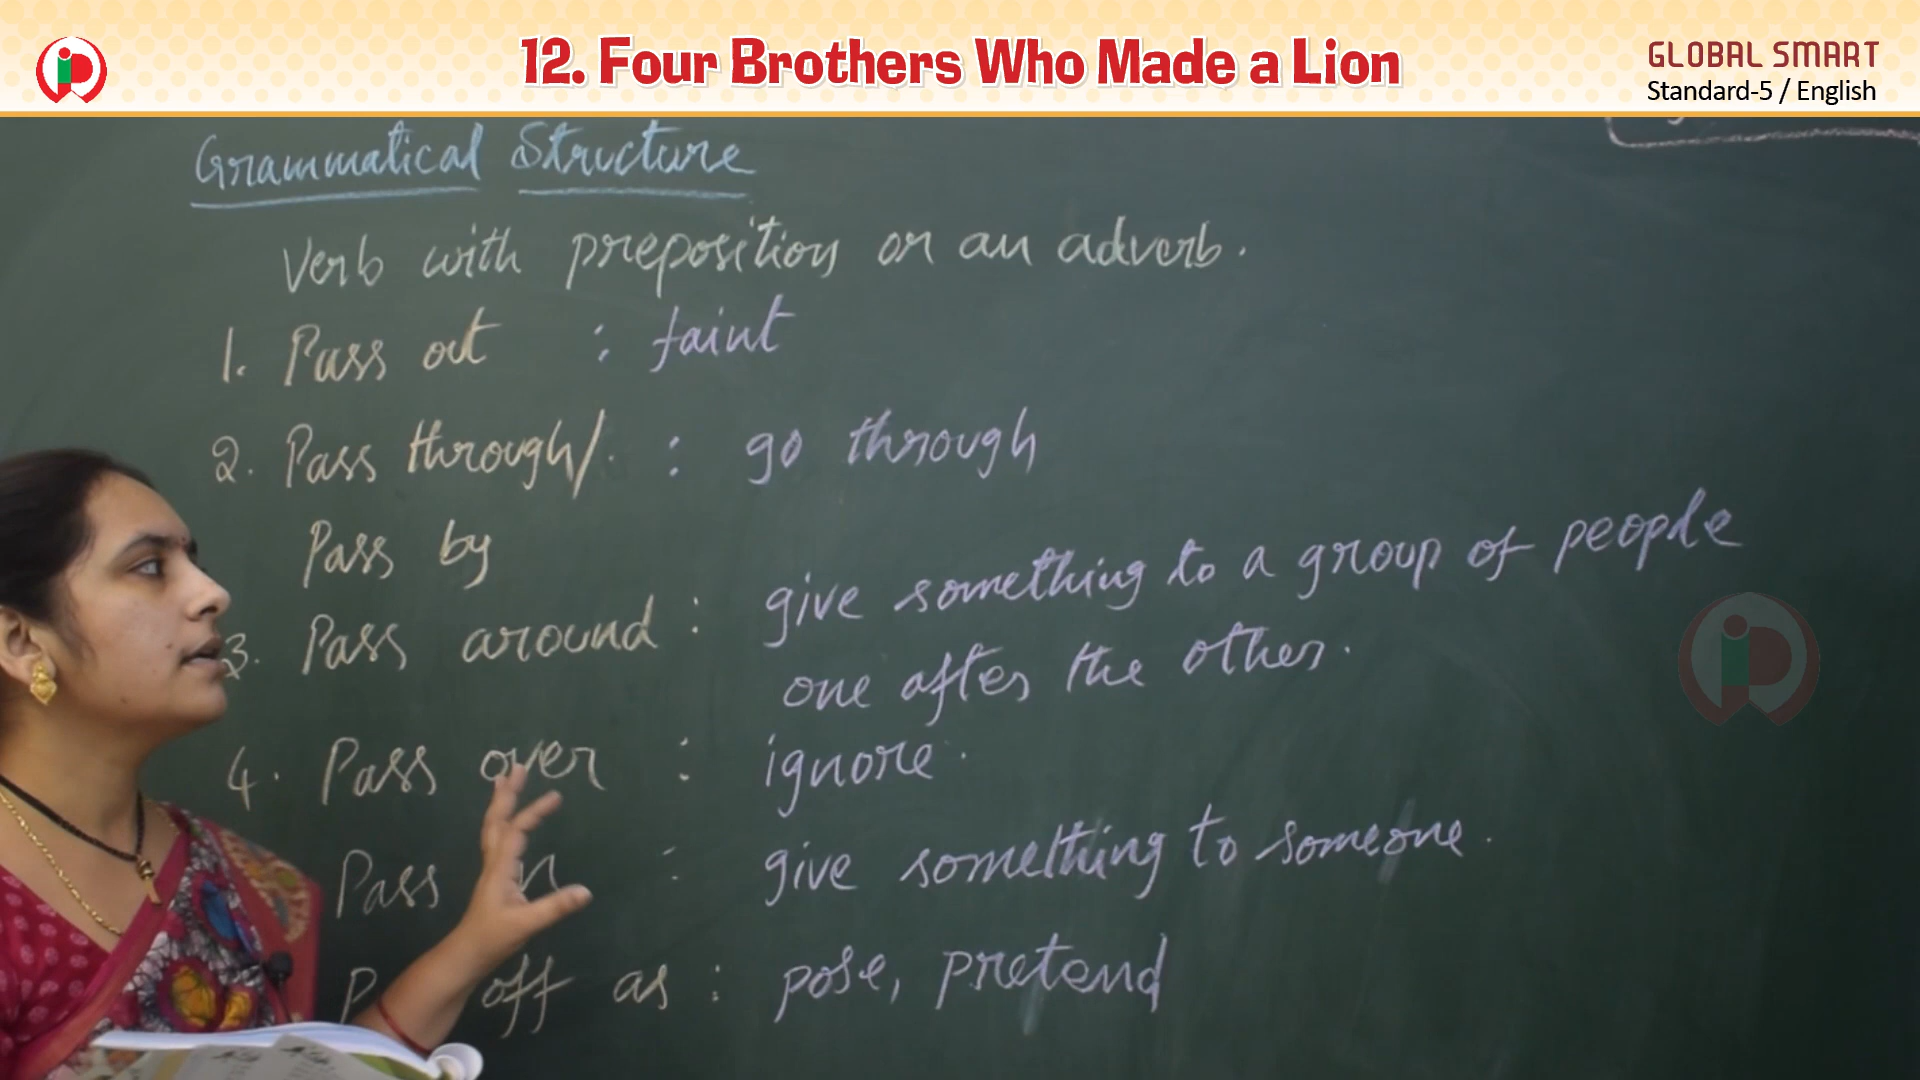 12. Four Brothers Who Made a Lion
GLOBAL SMART
Standard-5 / English
Grammatical Structure
Verb with preposition or an adverb.
1. Pass out : faint
2. Pass through/. : go through
Pass by
3. Pass around : give something to a group of people
one after the other.
4. Pass over : ignore.
Pass : give something to someone.
off as : pose, pretend